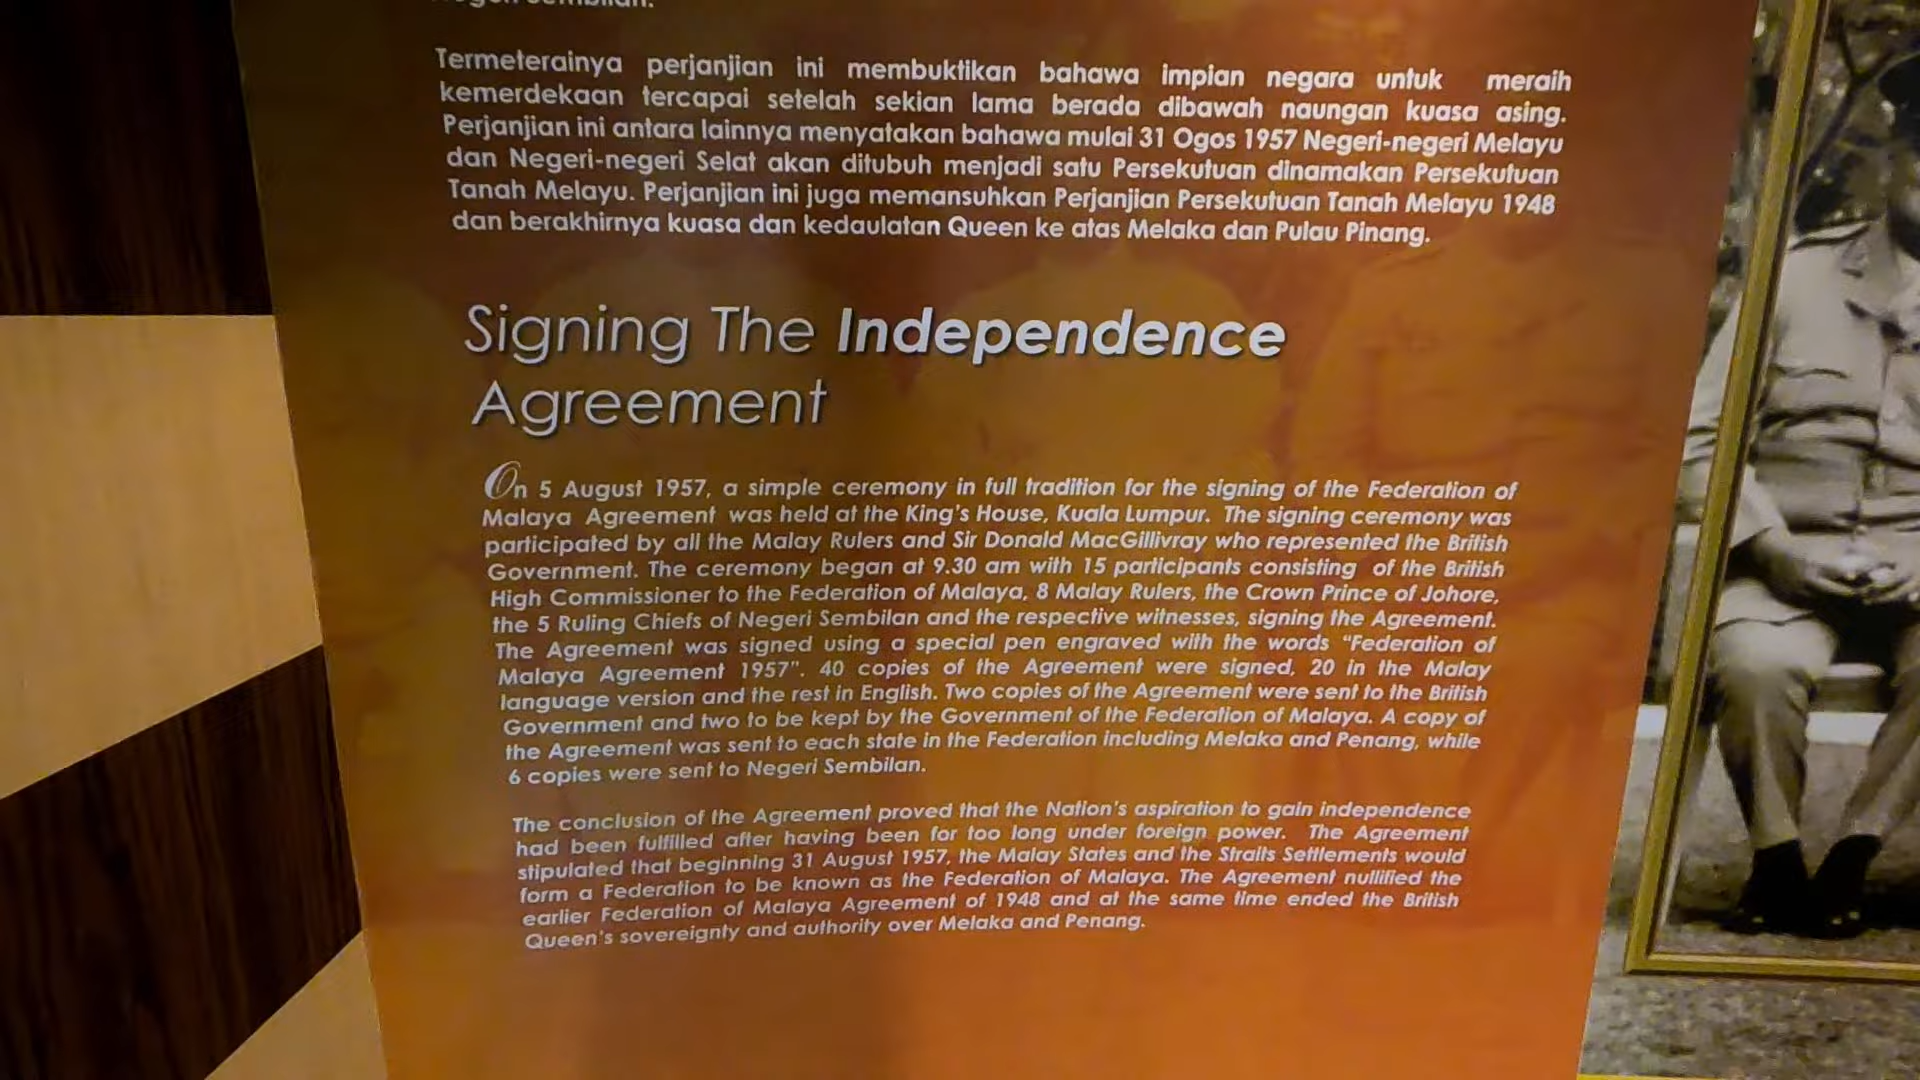 Negeri Sembilan.
Termeterainya perjanjian ini membuktikan bahawa impian negara untuk meraih
kemerdekaan tercapai setelah sekian lama berada dibawah naungan kuasa asing.
Perjanjian ini antara lainnya menyatakan bahawa mulai 31 Ogos 1957 Negeri-negeri Melayu
dan Negeri-negeri Selat akan ditubuh menjadi satu Persekutuan dinamakan Persekutuan
Tanah Melayu. Perjanjian ini juga memansuhkan Perjanjian Persekutuan Tanah Melayu 1948
dan berakhirnya kuasa dan kedaulatan Queen ke atas Melaka dan Pulau Pinang.
Signing The Independence
Agreement
On 5 August 1957, a simple ceremony in full tradition for the signing of the Federation of
Malaya Agreement was held at the King's House, Kuala Lumpur. The signing ceremony was
participated by all the Malay Rulers and Sir Donald MacGillivray who represented the British
Government. The ceremony began at 9.30 am with 15 participants consisting of the British
High Commissioner to the Federation of Malaya, 8 Malay Rulers, the Crown Prince of Johore,
the 5 Ruling Chiefs of Negeri Sembilan and the respective witnesses, signing the Agreement.
The Agreement was signed using a special pen engraved with the words "Federation of
Malaya Agreement 1957". 40 copies of the Agreement were signed, 20 in the Malay
language version and the rest in English. Two copies of the Agreement were sent to the British
Government and two to be kept by the Government of the Federation of Malaya. A copy of
the Agreement was sent to each state in the Federation including Melaka and Penang, while
6 copies were sent to Negeri Sembilan.
The conclusion of the Agreement proved that the Nation's aspiration to gain independence
had been fulfilled after having been for too long under foreign power. The Agreement
stipulated that beginning 31 August 1957, the Malay States and the Straits Settlements would
form a Federation to be known as the Federation of Malaya. The Agreement nullified the
earlier Federation of Malaya Agreement of 1948 and at the same time ended the British
Queen's sovereignty and authority over Melaka and Penang.